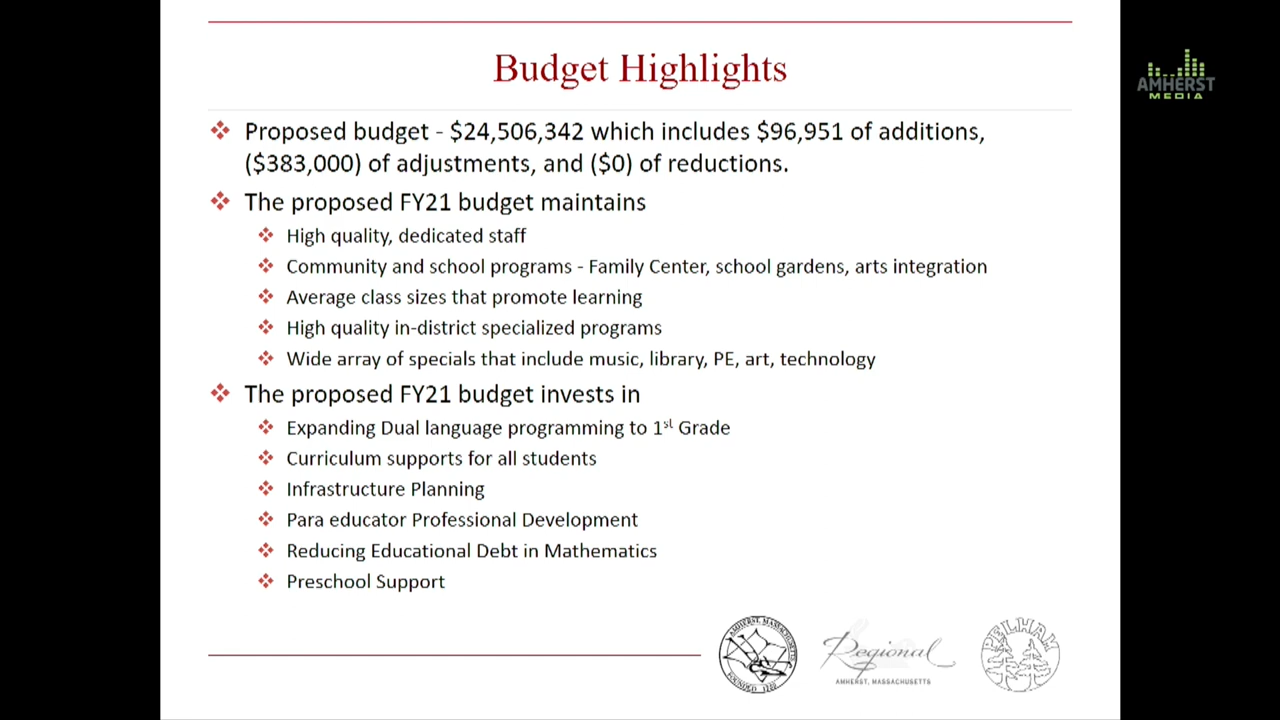 Budget Highlights
AMHERST
MEDIA
❖ Proposed budget - $24,506,342 which includes $96,951 of additions,
($383,000) of adjustments, and ($0) of reductions.
❖ The proposed FY21 budget maintains
❖ High quality, dedicated staff
❖ Community and school programs - Family Center, school gardens, arts integration
❖ Average class sizes that promote learning
❖ High quality in-district specialized programs
❖ Wide array of specials that include music, library, PE, art, technology
❖ The proposed FY21 budget invests in
❖ Expanding Dual language programming to 1st Grade
❖ Curriculum supports for all students
❖ Infrastructure Planning
❖ Para educator Professional Development
❖ Reducing Educational Debt in Mathematics
❖ Preschool Support
AMHERST, MASSACHUSETTS
FOUNDED
Regional
AMHERST, MASSACHUSETTS
PELHAM